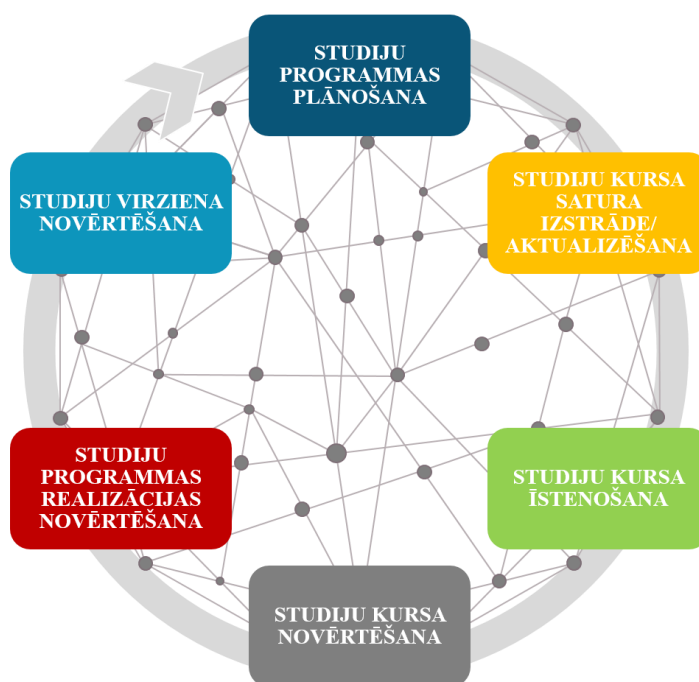 STUDIJU
PROGRAMMAS
PLĀNOŠANA
STUDIJU VIRZIENA
NOVĒRTĒŠANA
STUDIJU KURSA
SATURA
IZSTRĀDE/
AKTUALIZĒŠANA
STUDIJU
PROGRAMMAS
REALIZĀCIJAS
NOVĒRTĒŠANA
STUDIJU KURSA
ĪSTENOŠANA
STUDIJU KURSA
NOVĒRTĒŠANA